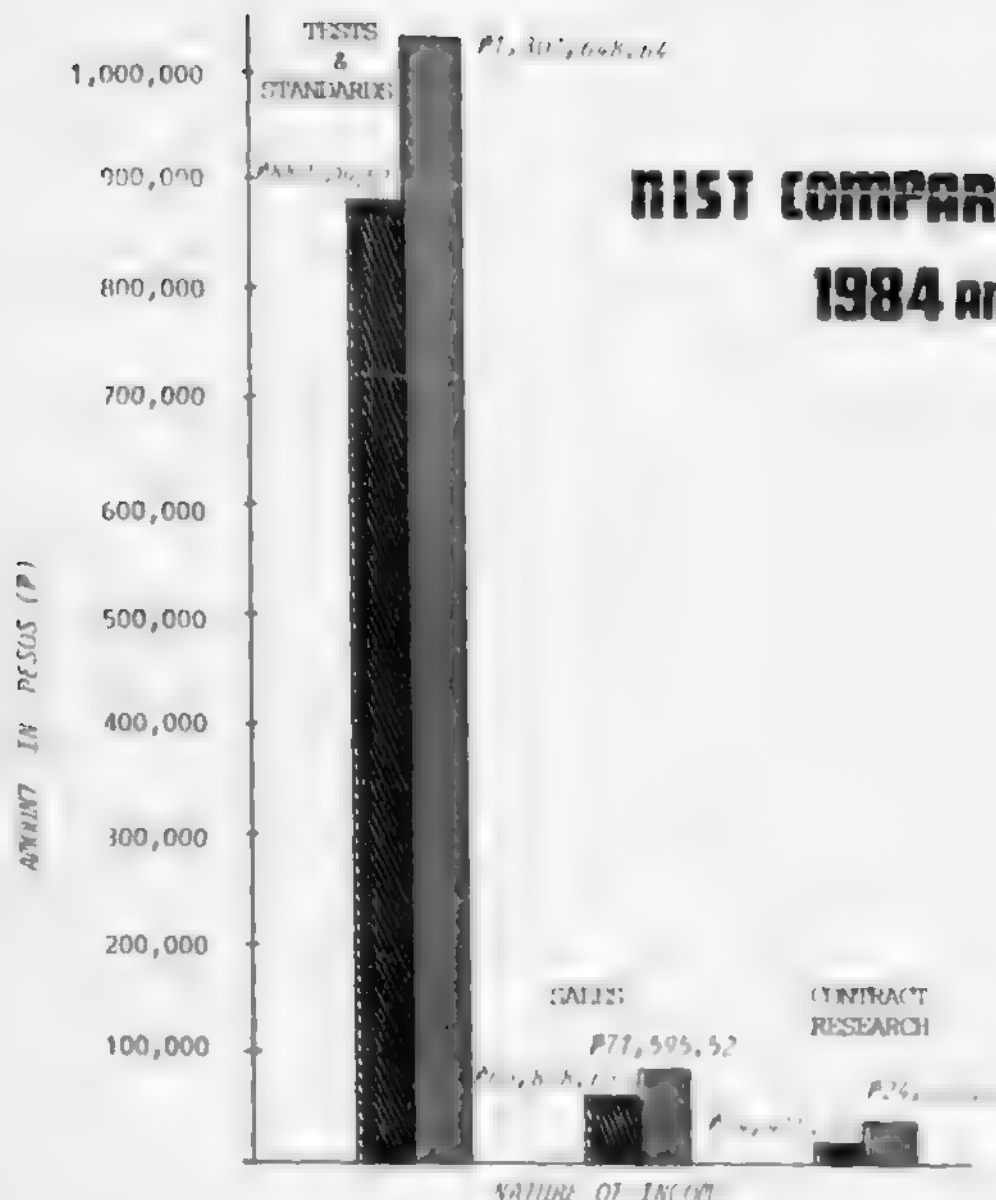 TESTS
&
STANDARDS
1,000,000
900,000
800,000
700,000
600,000
500,000
400,000
300,000
200,000
100,000
AMOUNT IN PESOS (P)
NIST COMPAR
1984 an
SALES
₱77,595.52
CONTRACT
RESEARCH
₱24,
NATURE OF INCOM